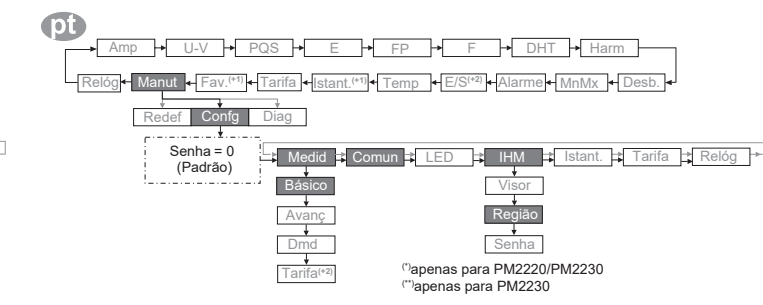 pt
Amp U-V PQS E FP F DHT Harm
Relóg Manut Fav.(*1) Tarifa Istant.(*1) Temp E/S(*2) Alarme MnMx Desb.
Redef Confg Diag
Senha = 0
(Padrão)
Medid Comun LED IHM Istant. Tarifa Relóg
Básico Visor
Avanç Região
Dmd Senha
Tarifa(*2)
(*)apenas para PM2220/PM2230
(**)apenas para PM2230